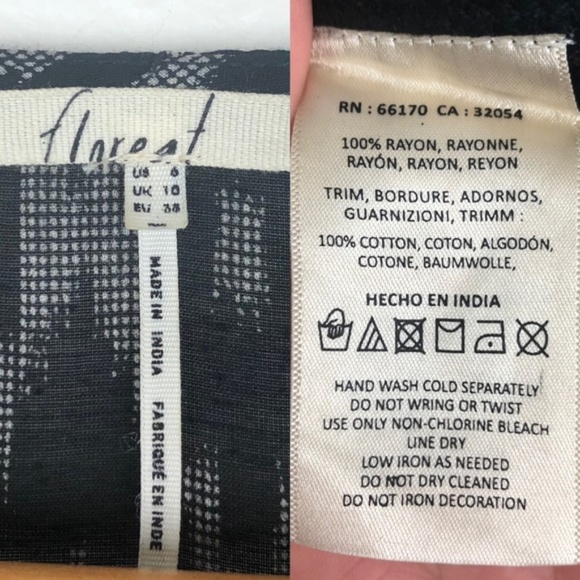 floreat
US 6
UK 10
EU 38
MADE IN INDIA FABRIQUÉ EN INDE
RN : 66170 CA : 32054
100% RAYON, RAYONNE,
RAYÓN, RAYON, REYON
TRIM, BORDURE, ADORNOS,
GUARNIZIONI, TRIMM :
100% COTTON, COTON, ALGODÓN,
COTONE, BAUMWOLLE,
HECHO EN INDIA
HAND WASH COLD SEPARATELY
DO NOT WRING OR TWIST
USE ONLY NON-CHLORINE BLEACH
LINE DRY
LOW IRON AS NEEDED
DO NOT DRY CLEANED
DO NOT IRON DECORATION